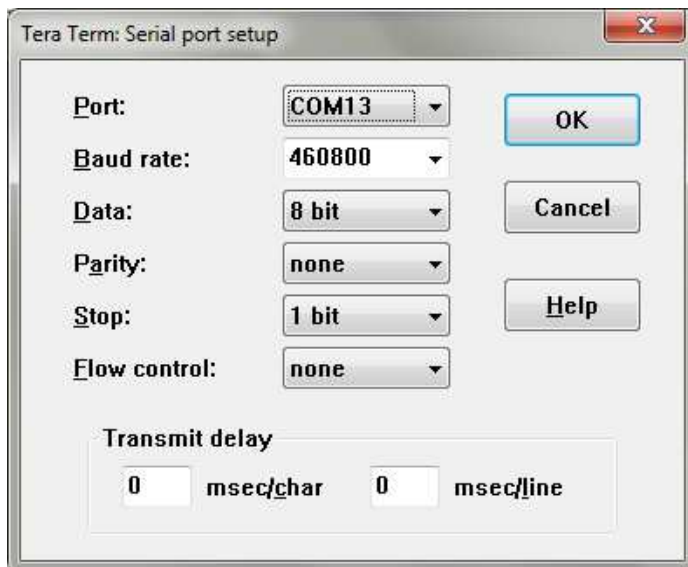 Tera Term: Serial port setup
Port: COM13
OK
Baud rate: 460800
Data: 8 bit
Cancel
Parity: none
Stop: 1 bit
Help
Flow control: none
Transmit delay
0 msec/char 0 msec/line